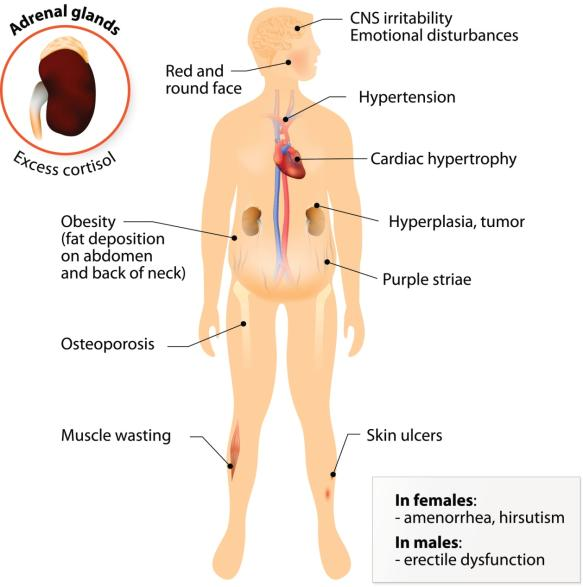 Adrenal glands
Excess cortisol
CNS irritability
Emotional disturbances
Red and
round face
Hypertension
Cardiac hypertrophy
Obesity
(fat deposition
on abdomen
and back of neck)
Hyperplasia, tumor
Purple striae
Osteoporosis
Muscle wasting
Skin ulcers
In females:
- amenorrhea, hirsutism
In males:
- erectile dysfunction